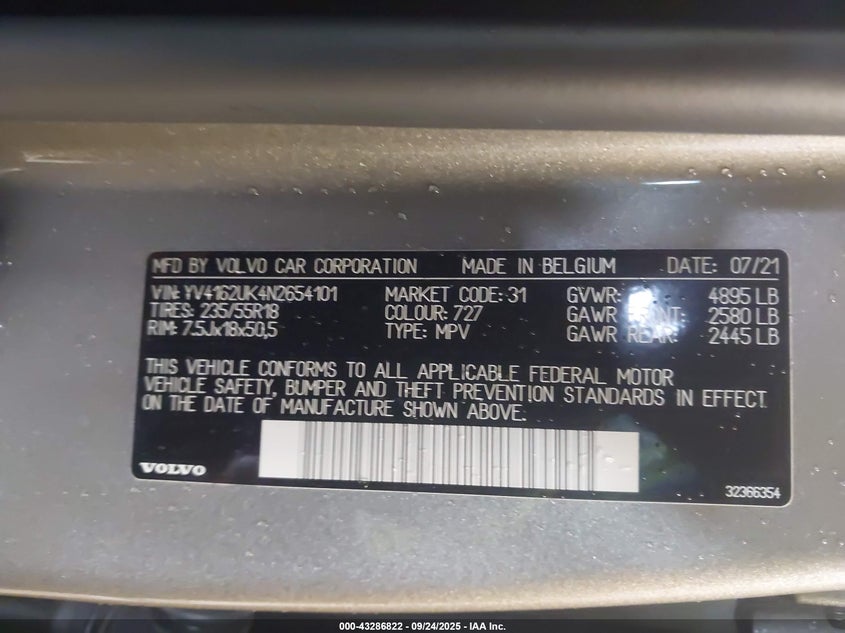 MFD BY VOLVO CAR CORPORATION MADE IN BELGIUM DATE: 07/21
VIN: YV4162UK4N2654101 MARKET CODE: 31 GVWR: 4895 LB
TIRES: 235/55R18 COLOUR: 727 GAWR FRONT: 2580 LB
RIM: 7.5Jx18x50,5 TYPE: MPV GAWR REAR: 2445 LB
THIS VEHICLE CONFORMS TO ALL APPLICABLE FEDERAL MOTOR
VEHICLE SAFETY, BUMPER AND THEFT PREVENTION STANDARDS IN EFFECT
ON THE DATE OF MANUFACTURE SHOWN ABOVE.
VOLVO
32366354
000-43286822 - 09/24/2025 - IAA Inc.